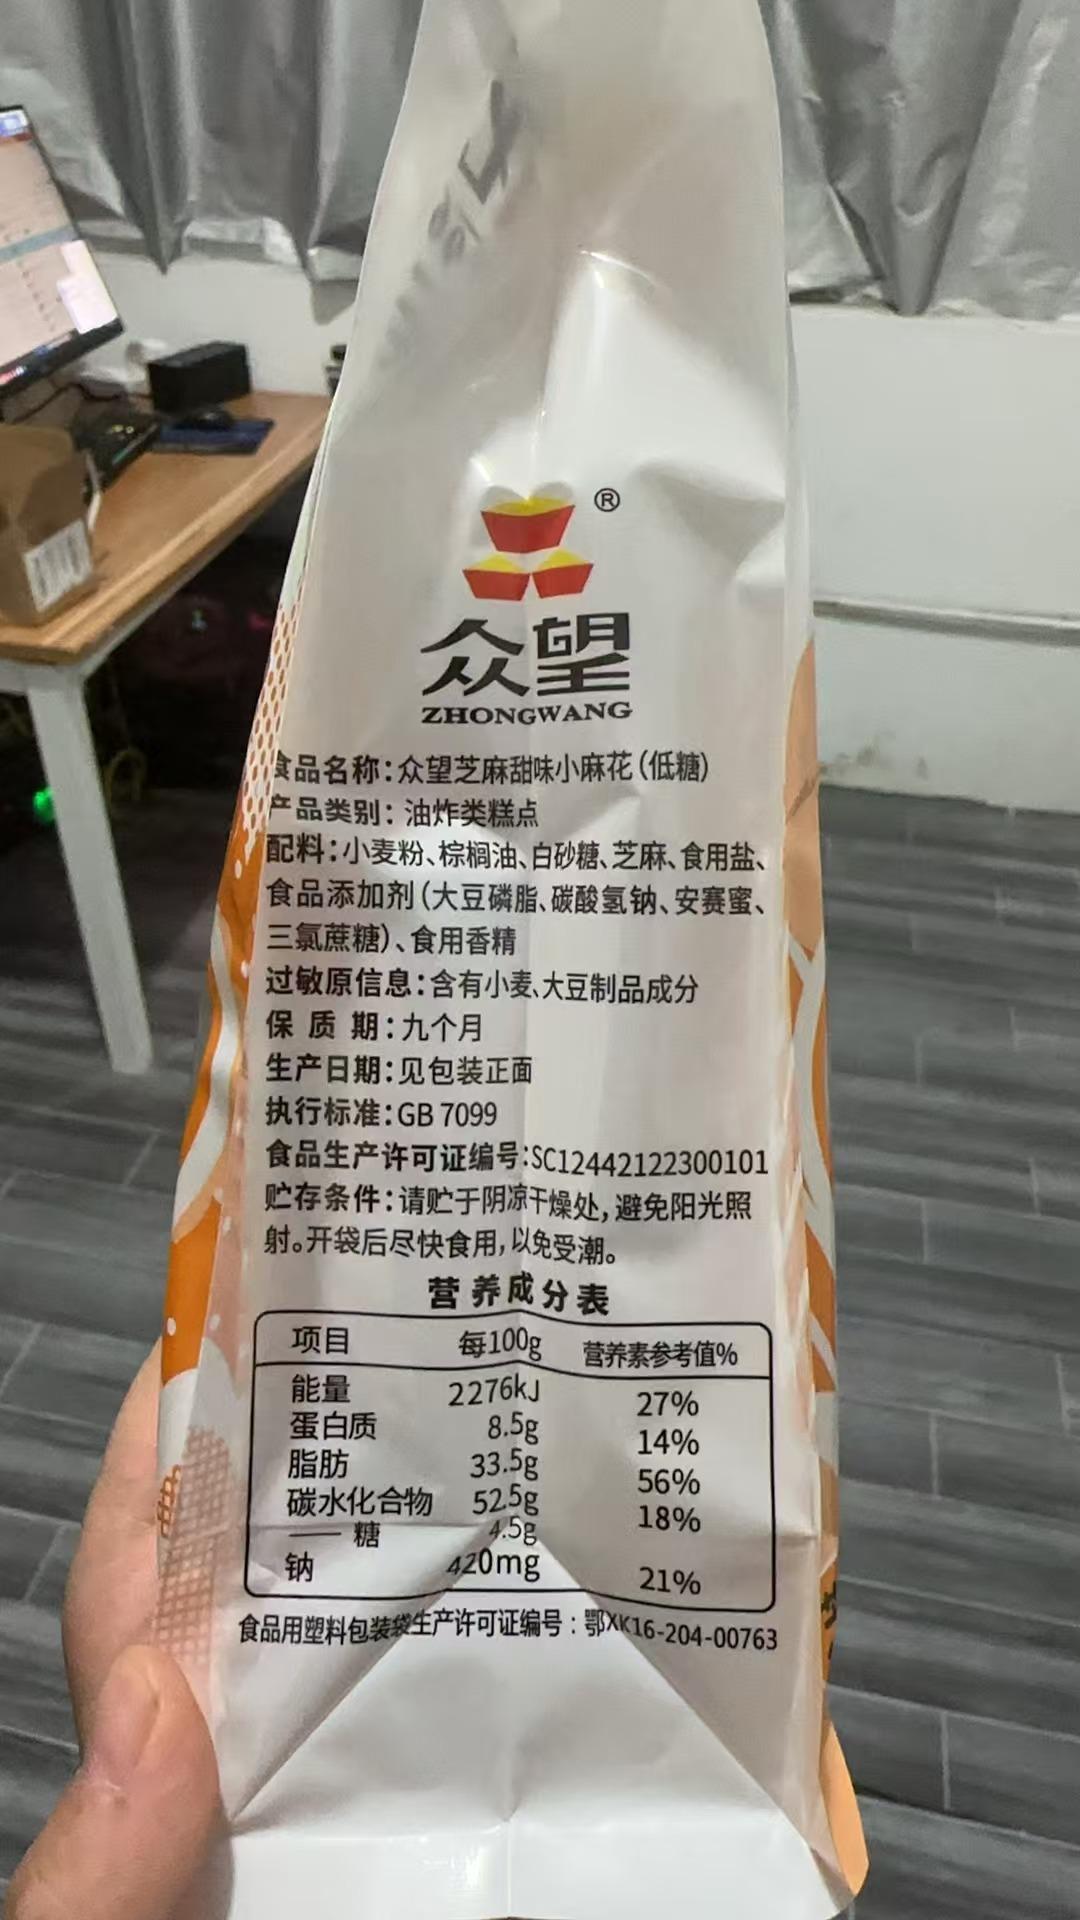 ®
众望
ZHONGWANG
食品名称：众望芝麻甜味小麻花（低糖）
产品类别：油炸类糕点
配料：小麦粉、棕榈油、白砂糖、芝麻、食用盐、
食品添加剂（大豆磷脂、碳酸氢钠、安赛蜜、
三氯蔗糖）、食用香精
过敏原信息：含有小麦、大豆制品成分
保质期：九个月
生产日期：见包装正面
执行标准：GB 7099
食品生产许可证编号：SC12442122300101
贮存条件：请贮于阴凉干燥处，避免阳光照
射。开袋后尽快食用，以免受潮。
营养成分表
项目 每100g 营养素参考值%
能量 2276kJ 27%
蛋白质 8.5g 14%
脂肪 33.5g 56%
碳水化合物 52.5g 18%
——糖 4.5g
钠 420mg 21%
食品用塑料包装袋生产许可证编号：鄂XK16-204-00763